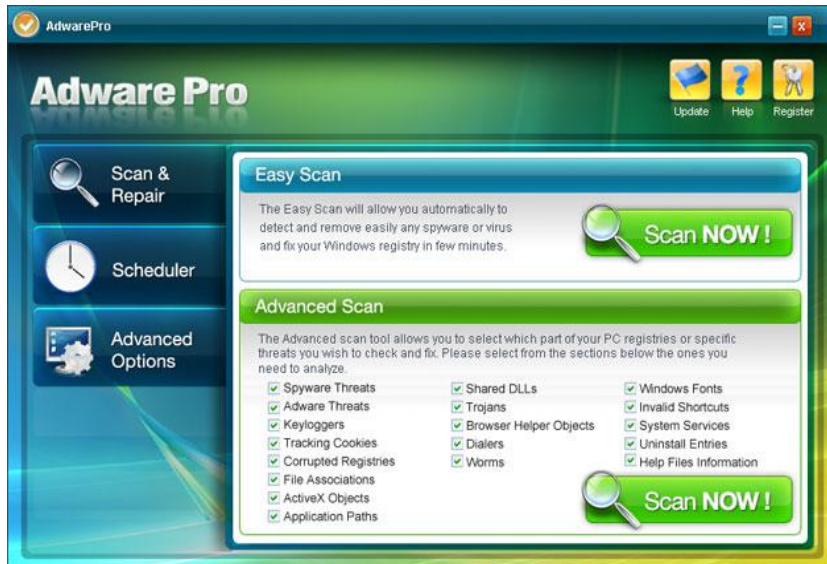 AdwarePro
Adware Pro
Update Help Register
Scan &
Repair
Scheduler
Advanced
Options
Easy Scan
The Easy Scan will allow you automatically to
detect and remove easily any spyware or virus
and fix your Windows registry in few minutes.
Scan NOW !
Advanced Scan
The Advanced scan tool allows you to select which part of your PC registries or specific
threats you wish to check and fix. Please select from the sections below the ones you
need to analyze.
Spyware Threats
Adware Threats
Keyloggers
Tracking Cookies
Corrupted Registries
File Associations
ActiveX Objects
Application Paths
Shared DLLs
Trojans
Browser Helper Objects
Dialers
Worms
Windows Fonts
Invalid Shortcuts
System Services
Uninstall Entries
Help Files Information
Scan NOW !